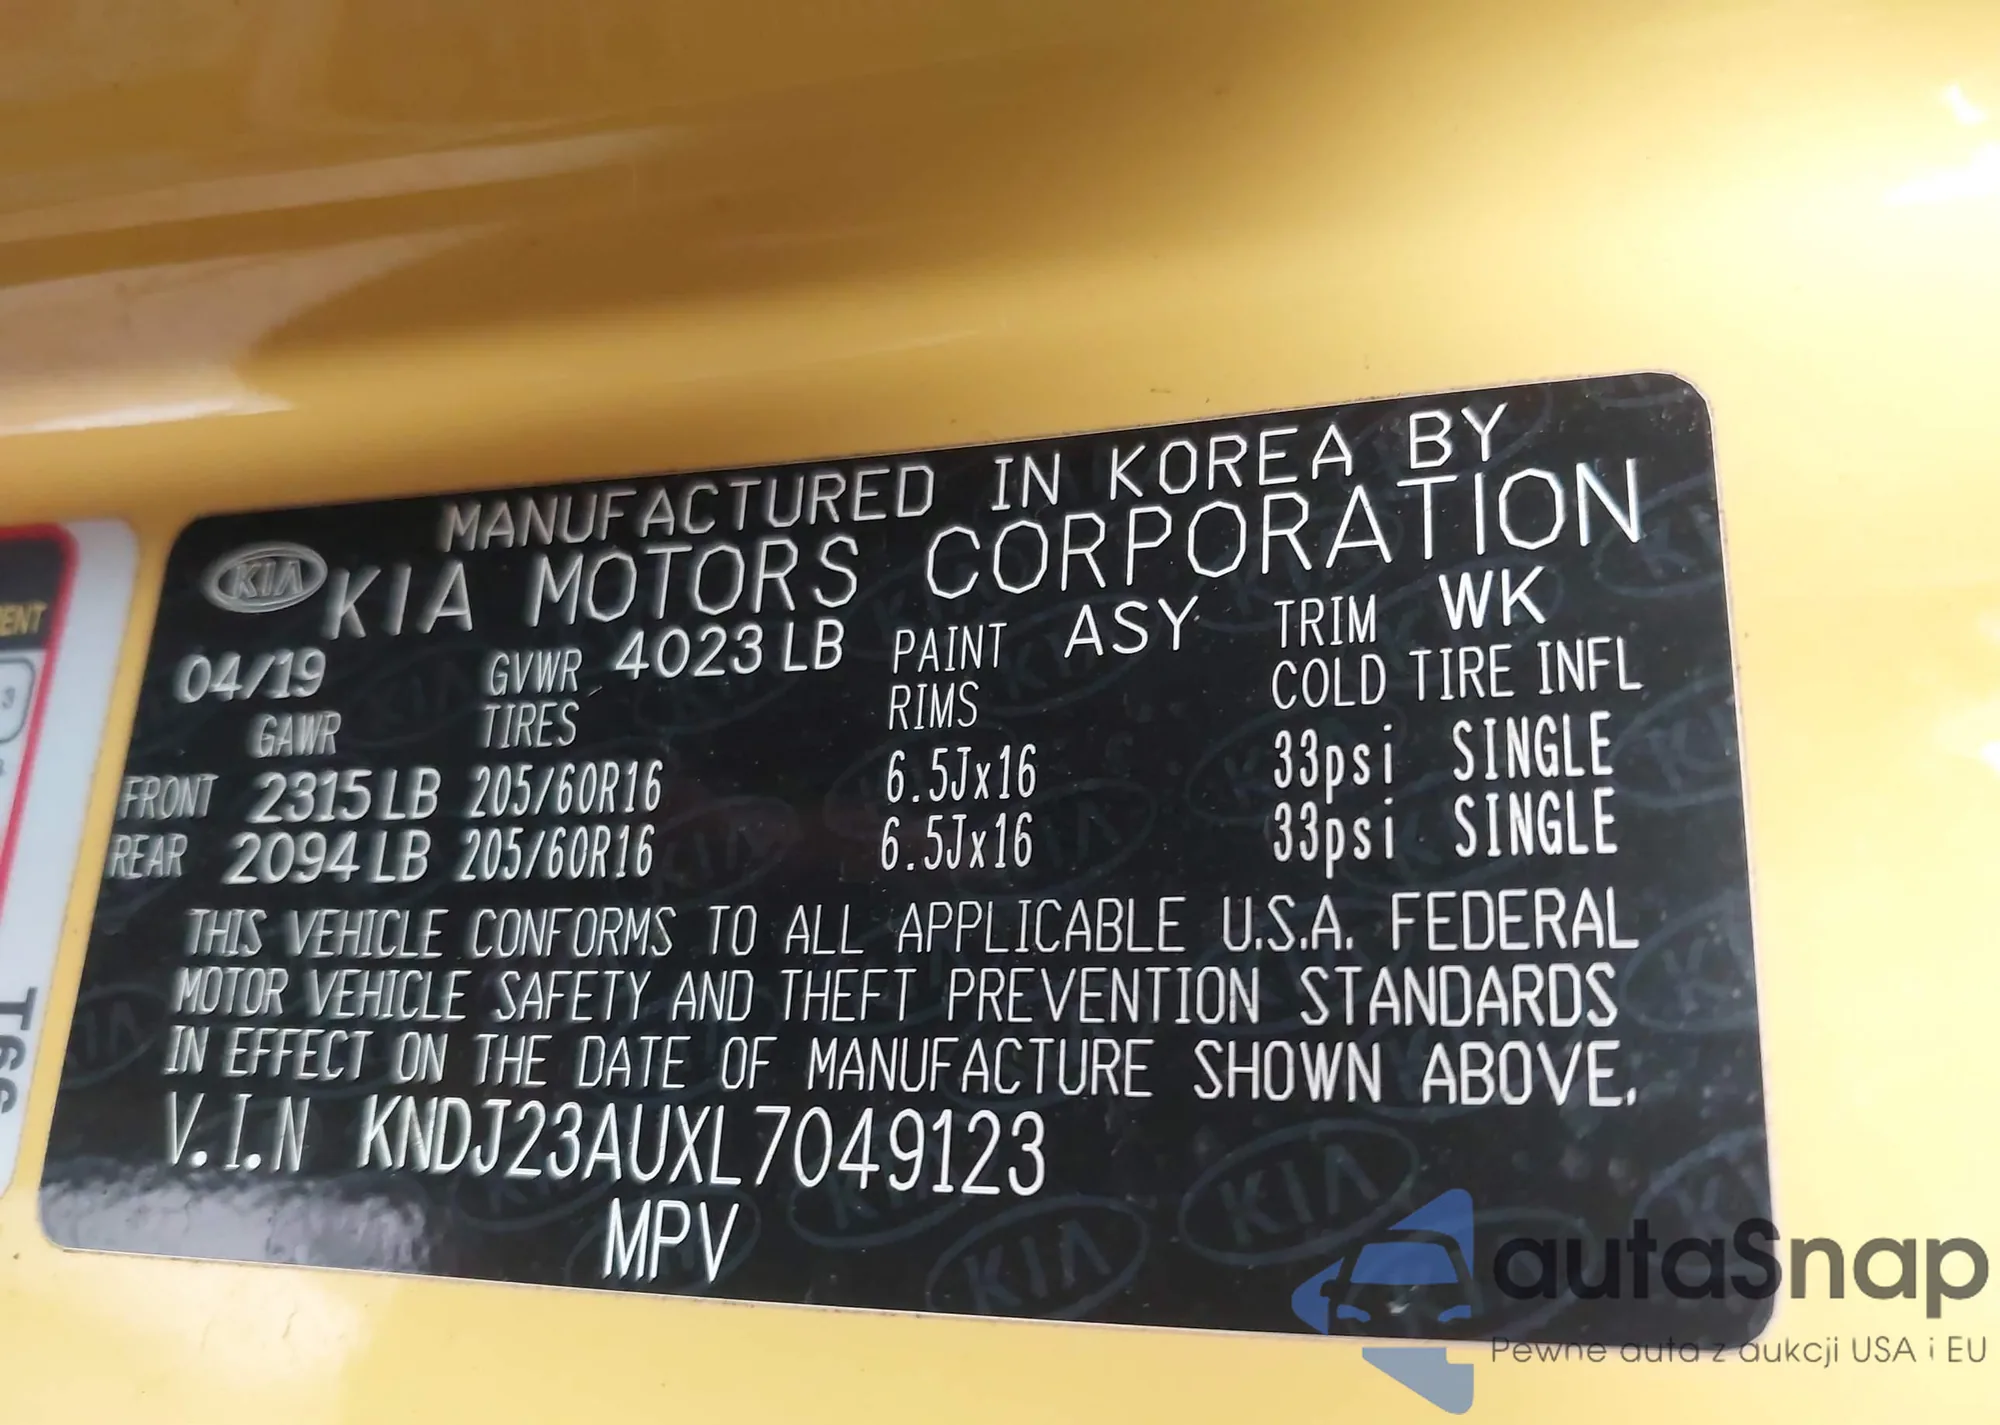 MANUFACTURED IN KOREA BY
KIA KIA MOTORS CORPORATION
04/19 GVWR 4023 LB PAINT ASY TRIM WK
GAWR TIRES RIMS COLD TIRE INFL
FRONT 2315 LB 205/60R16 6.5Jx16 33psi SINGLE
REAR 2094 LB 205/60R16 6.5Jx16 33psi SINGLE
THIS VEHICLE CONFORMS TO ALL APPLICABLE U.S.A. FEDERAL
MOTOR VEHICLE SAFETY AND THEFT PREVENTION STANDARDS
IN EFFECT ON THE DATE OF MANUFACTURE SHOWN ABOVE.
V.I.N KNDJ23AUXL7049123
MPV
autaSnap
Pewne auta z aukcji USA i EU